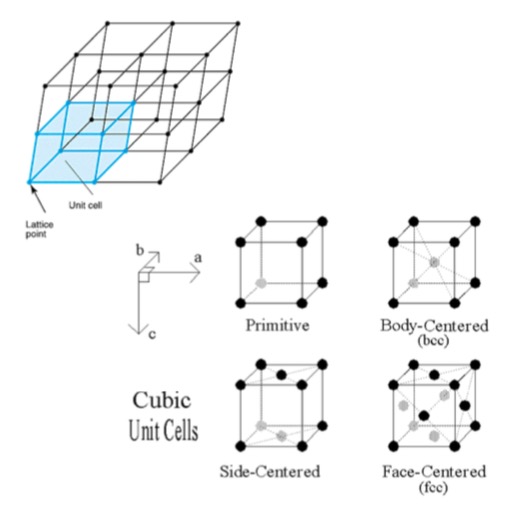 Unit cell
Lattice
point
b
a
c
Primitive
Body-Centered
(bcc)
Cubic
Unit Cells
Side-Centered
Face-Centered
(fcc)